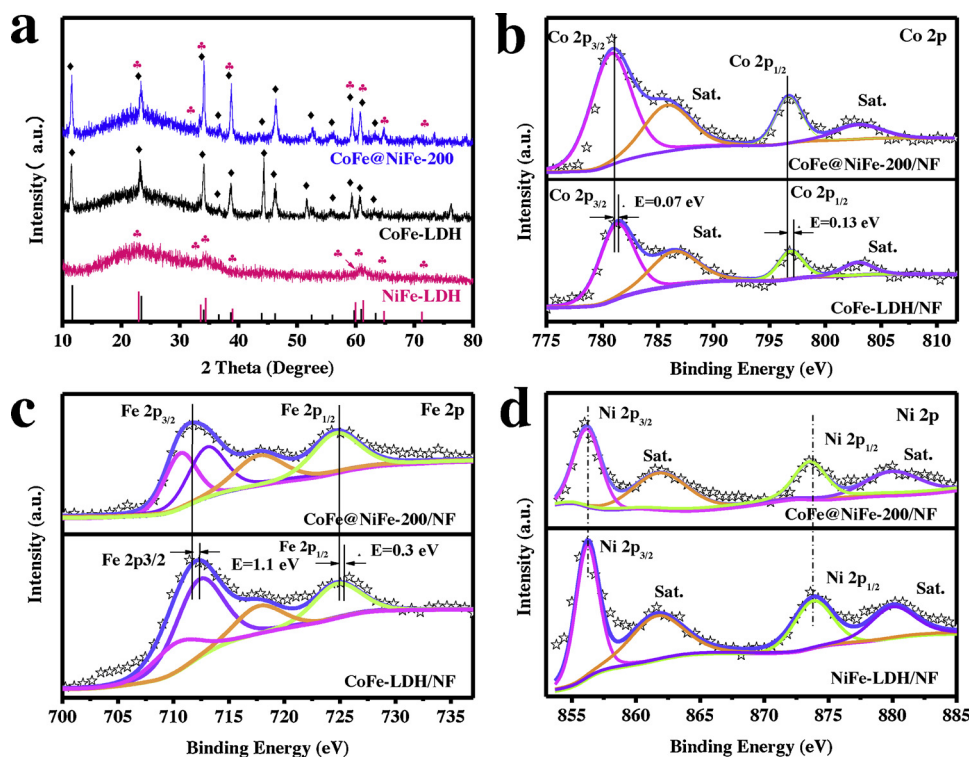 a
Intensity ( a.u.)
CoFe@NiFe-200
CoFe-LDH
NiFe-LDH
10 20 30 40 50 60 70 80
2 Theta (Degree)
b
Co 2p
Intensity (a.u.)
Co 2p3/2
Co 2p1/2
Sat.
Sat.
CoFe@NiFe-200/NF
Co 2p3/2
E=0.07 eV
Co 2p1/2
E=0.13 eV
Sat.
Sat.
CoFe-LDH/NF
775 780 785 790 795 800 805 810
Binding Energy (eV)
c
Fe 2p
Intensity (a.u.)
Fe 2p3/2
Fe 2p1/2
CoFe@NiFe-200/NF
Fe 2p3/2
E=1.1 eV
Fe 2p1/2
E=0.3 eV
CoFe-LDH/NF
700 705 710 715 720 725 730 735
Binding Energy (eV)
d
Ni 2p
Intensity (a.u.)
Ni 2p3/2
Sat.
Ni 2p1/2
Sat.
CoFe@NiFe-200/NF
Ni 2p3/2
Sat.
Ni 2p1/2
Sat.
NiFe-LDH/NF
855 860 865 870 875 880 885
Binding Energy (eV)